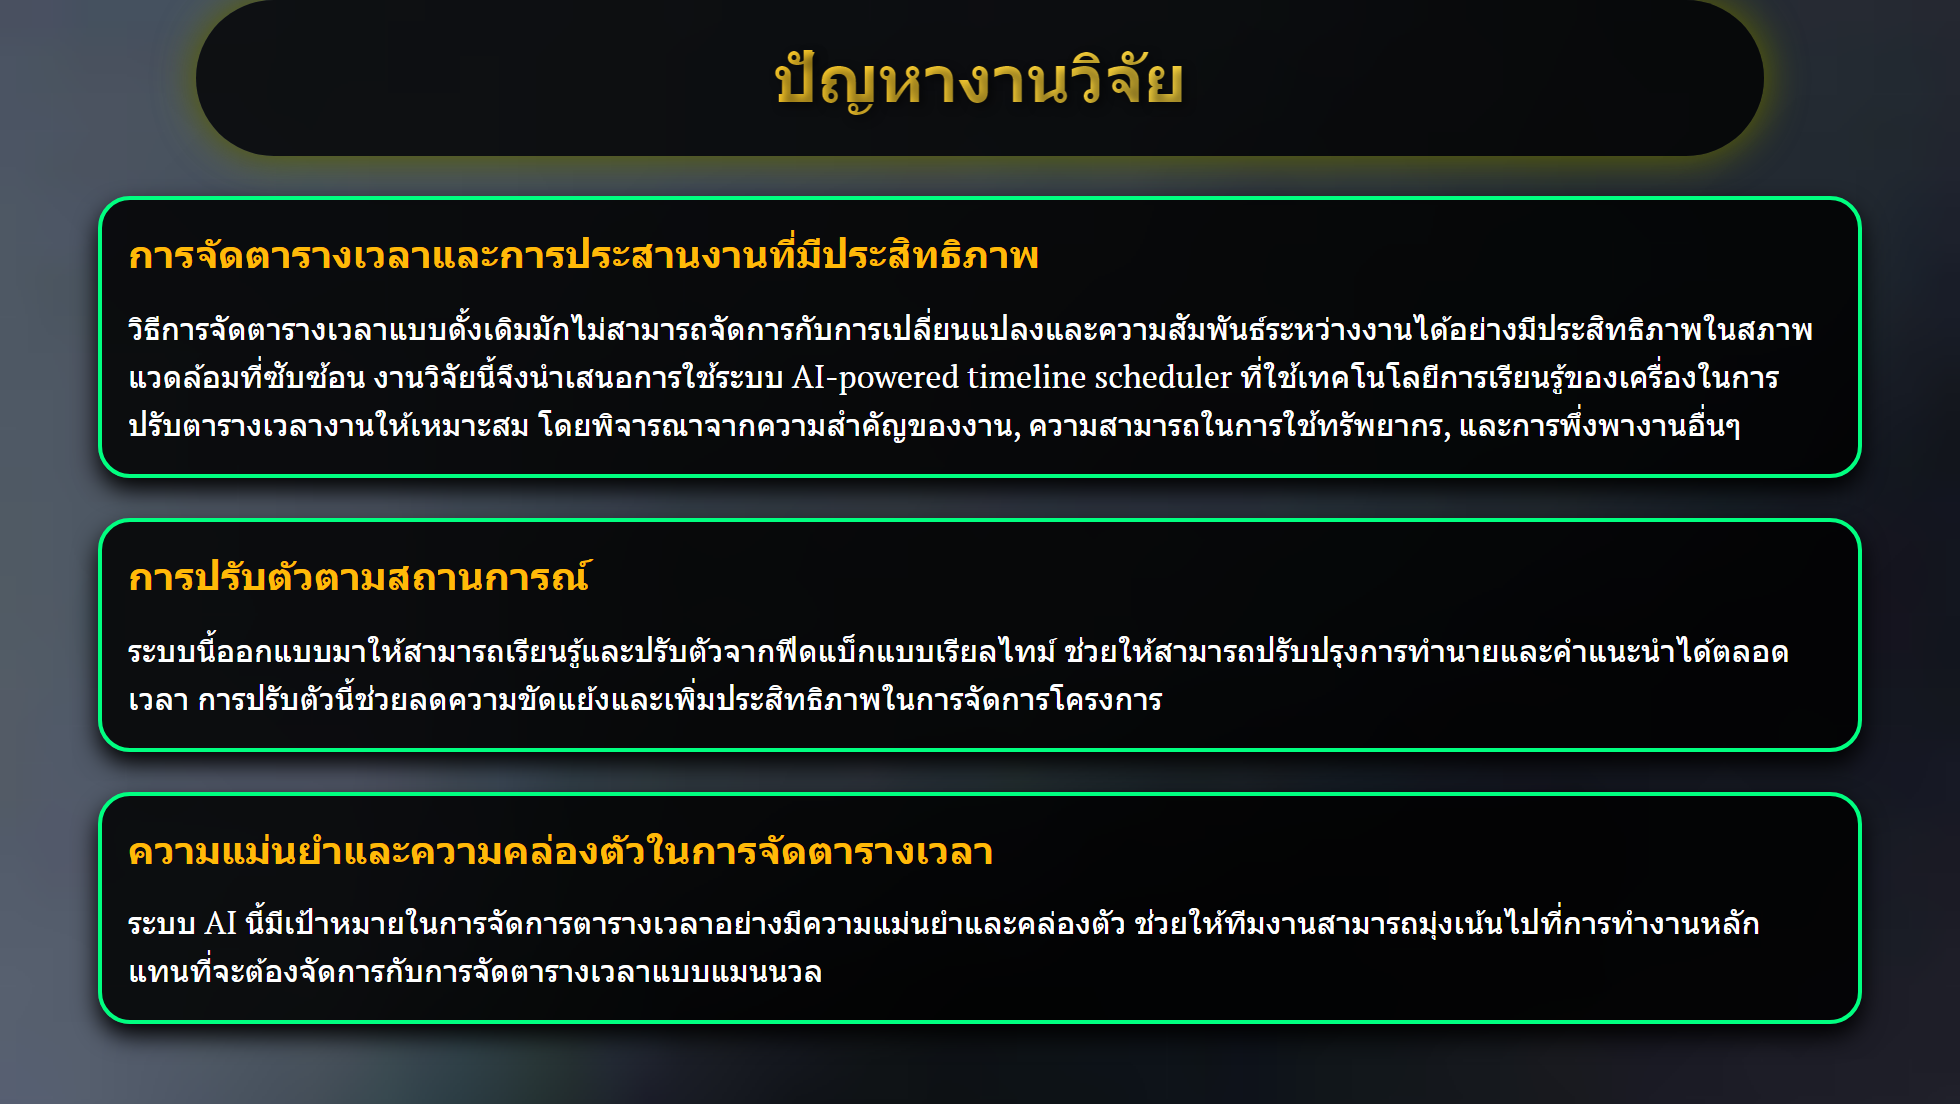 ปัญหางานวิจัย
การจัดตารางเวลาและการประสานงานที่มีประสิทธิภาพ
วิธีการจัดตารางเวลาแบบดั้งเดิมมักไม่สามารถจัดการกับการเปลี่ยนแปลงและความสัมพันธ์ระหว่างงานได้อย่างมีประสิทธิภาพในสภาพ
แวดล้อมที่ซับซ้อน งานวิจัยนี้จึงนำเสนอการใช้ระบบ AI-powered timeline scheduler ที่ใช้เทคโนโลยีการเรียนรู้ของเครื่องในการ
ปรับตารางเวลางานให้เหมาะสม โดยพิจารณาจากความสำคัญของงาน, ความสามารถในการใช้ทรัพยากร, และการพึ่งพางานอื่นๆ
การปรับตัวตามสถานการณ์
ระบบนี้ออกแบบมาให้สามารถเรียนรู้และปรับตัวจากฟีดแบ็กแบบเรียลไทม์ ช่วยให้สามารถปรับปรุงการทำนายและคำแนะนำได้ตลอด
เวลา การปรับตัวนี้ช่วยลดความขัดแย้งและเพิ่มประสิทธิภาพในการจัดการโครงการ
ความแม่นยำและความคล่องตัวในการจัดตารางเวลา
ระบบ AI นี้มีเป้าหมายในการจัดการตารางเวลาอย่างมีความแม่นยำและคล่องตัว ช่วยให้ทีมงานสามารถมุ่งเน้นไปที่การทำงานหลัก
แทนที่จะต้องจัดการกับการจัดตารางเวลาแบบแมนนวล